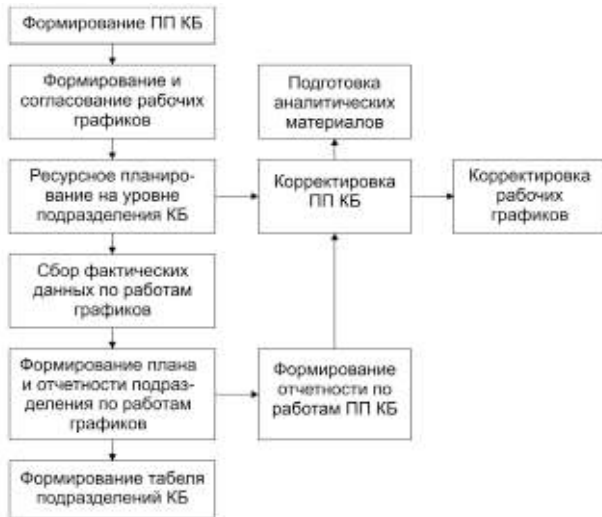 Формирование ПП КБ
Формирование и
согласование рабочих
графиков
Подготовка
аналитических
материалов
Ресурсное планиро-
вание на уровне
подразделения КБ
Корректировка
ПП КБ
Корректировка
рабочих
графиков
Сбор фактических
данных по работам
графиков
Формирование плана
и отчетности подраз-
деления по работам
графиков
Формирование
отчетности по
работам ПП КБ
Формирование табеля
подразделений КБ